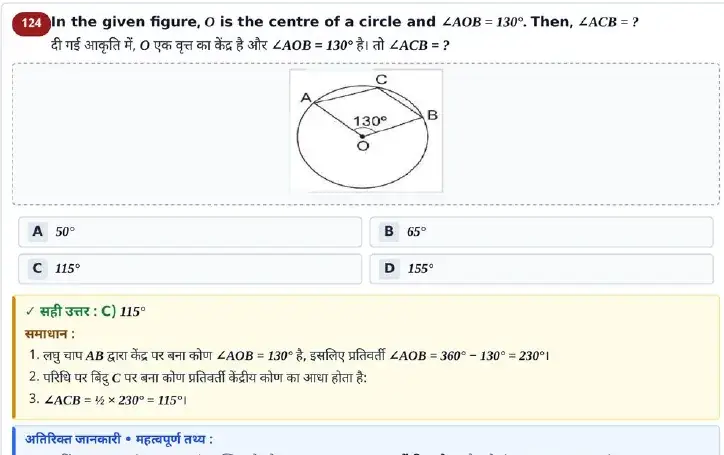 124 In the given figure, O is the centre of a circle and ∠AOB = 130°. Then, ∠ACB = ?
दी गई आकृति में, O एक वृत्त का केंद्र है और ∠AOB = 130° है। तो ∠ACB = ?
C
A
B
130°
O
A 50°
B 65°
C 115°
D 155°
✓ सही उत्तर : C) 115°
समाधान :
1. लघु चाप AB द्वारा केंद्र पर बना कोण ∠AOB = 130° है, इसलिए प्रतिवर्ती ∠AOB = 360° − 130° = 230°।
2. परिधि पर बिंदु C पर बना कोण प्रतिवर्ती केंद्रीय कोण का आधा होता है:
3. ∠ACB = ½ × 230° = 115°।
अतिरिक्त जानकारी • महत्वपूर्ण तथ्य :